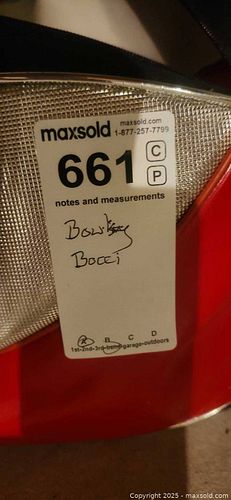 maxsold maxsold.com
1-877-257-7799
661 C
P
notes and measurements
Bocci
A B C D
1st-2nd-3rd-bsmt-garage-outdoors
Copyright 2025 - maxsold.com